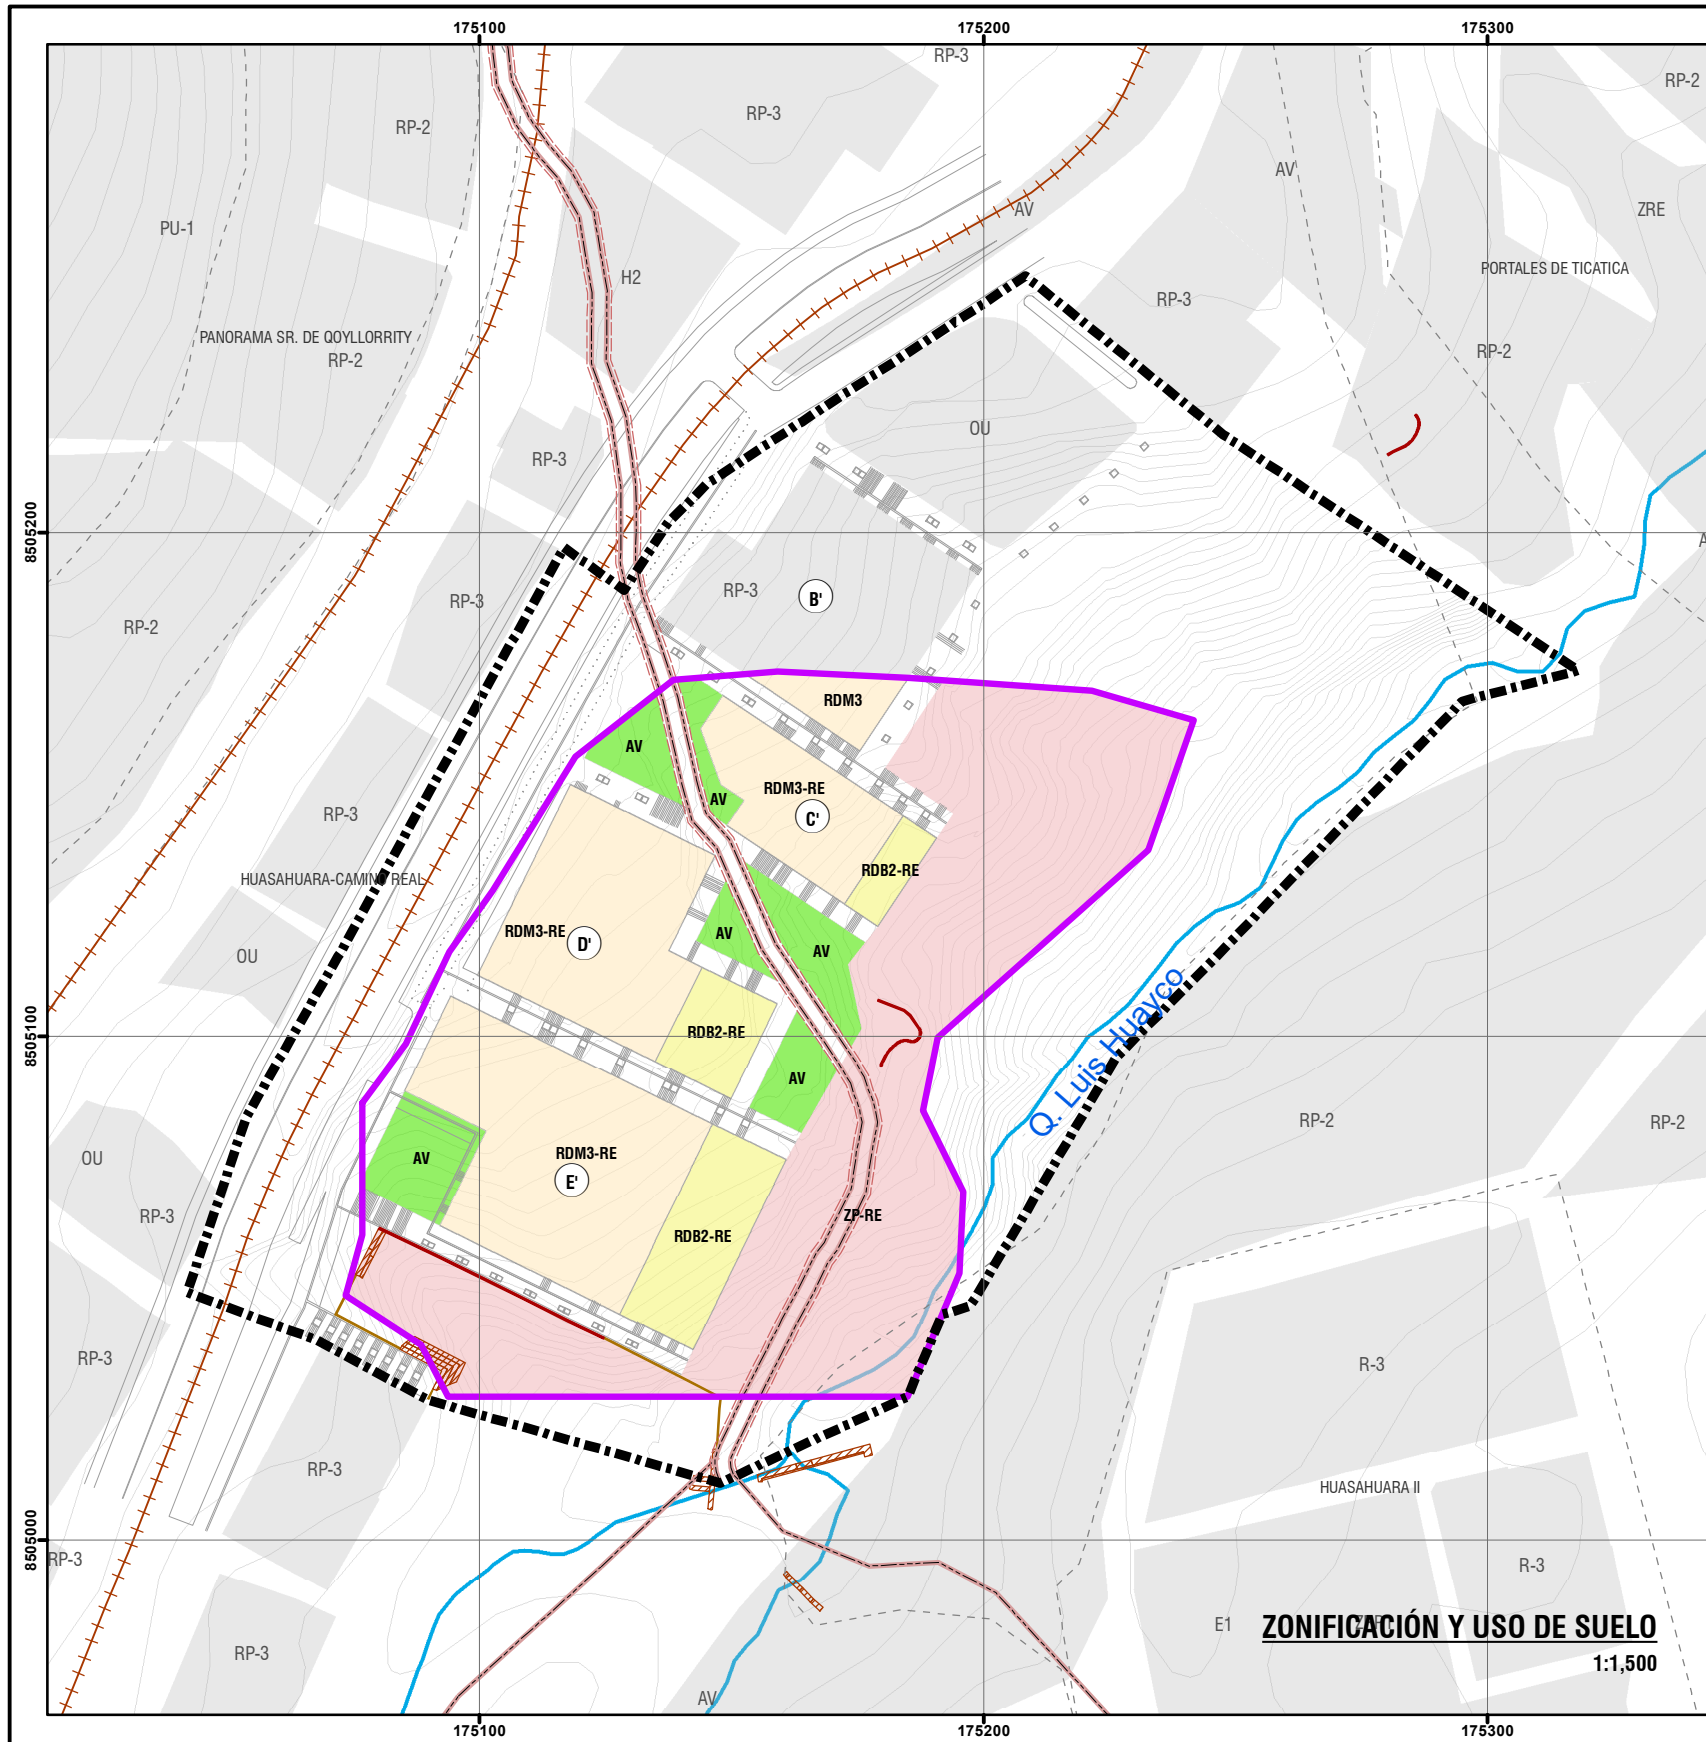 175100
175200
175300
RP-3
RP-2
RP-3
RP-2
AV
AV
ZRE
PU-1
H2
PORTALES DE TICATICA
RP-3
PANORAMA SR. DE QOYLLORRITY
RP-2
RP-2
OU
RP-3
8505200
RP-3
RP-3
B'
RP-2
RDM3
AV
RDM3-RE
AV
C'
RP-3
RDB2-RE
HUASAHUARA-CAMINO REAL
RDM3-RE
D'
AV
AV
OU
Q. Luis Huayco
8505100
RDB2-RE
AV
RP-2
RP-2
OU
AV
RDM3-RE
E'
RP-3
ZP-RE
RDB2-RE
RP-3
R-3
RP-3
HUASAHUARA II
8505000
RP-3
R-3
E1
ZONIFICACIÓN Y USO DE SUELO
RP-3
1:1,500
AV
175100
175200
175300